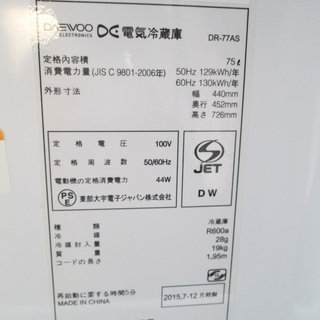 DAEWOO ELECTRONICS 電気冷蔵庫 DR-77AS
定格内容積 75ℓ
消費電力量(JIS C 9801-2006年) 50Hz 129kWh/年
60Hz 130kWh/年
外形寸法 幅 440mm
奥行 452mm
高さ 726mm
定格電圧 100V
定格周波数 50/60Hz
電動機の定格消費電力 44W
PSE 東部大宇電子ジャパン株式会社
S JET
DW
種類 冷蔵庫
冷媒 R600a
冷媒封入量 28g
質量 19kg
コードの長さ 1.95m
再始動に要する時間5分 2015.7-12 月前製